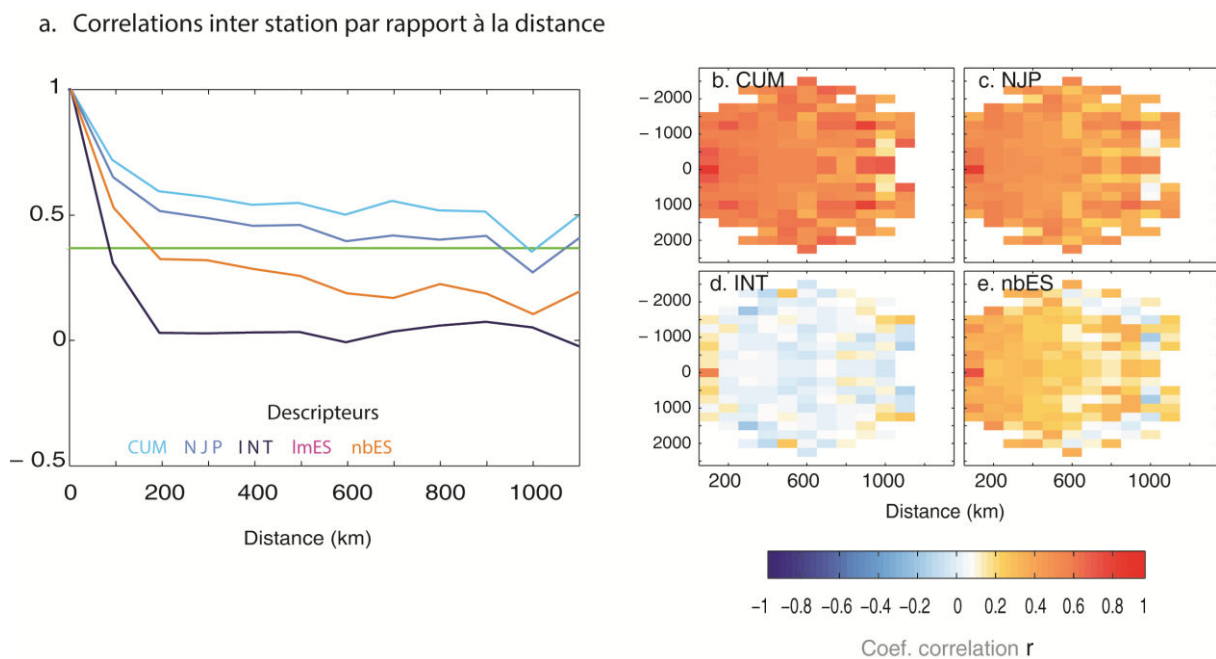 a. Correlations inter station par rapport à la distance
1
0.5
0
– 0.5
0 200 400 600 800 1000
Distance (km)
Descripteurs
CUM NJP INT lmES nbES
b. CUM
c. NJP
– 2000
– 1000
0
1000
2000
d. INT
e. nbES
– 2000
– 1000
0
1000
2000
200 600 1000 200 600 1000
Distance (km)
–1 –0.8 –0.6 –0.4 –0.2 0 0.2 0.4 0.6 0.8 1
Coef. correlation r